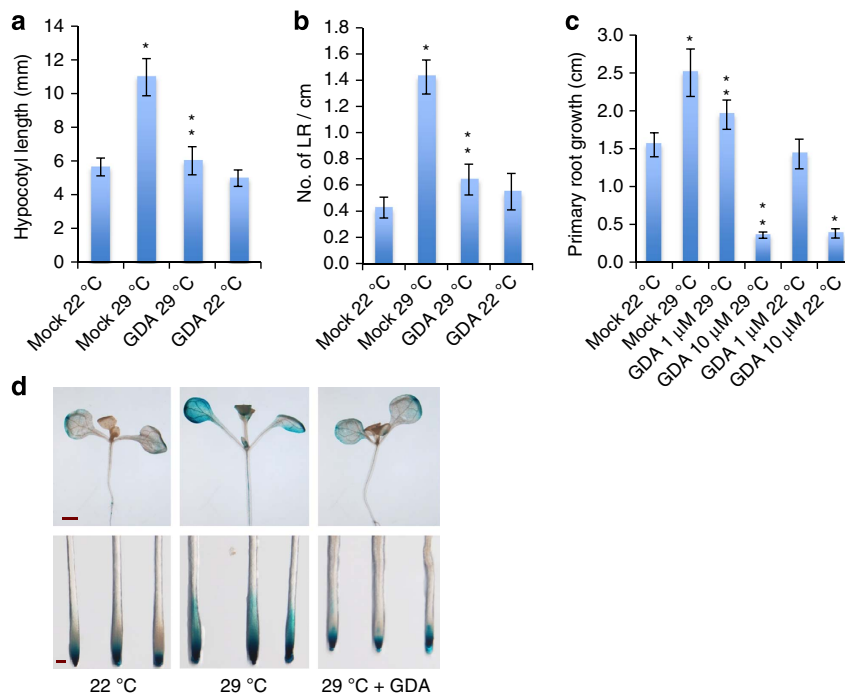 a
Hypocotyl length (mm)
14
12
10
8
6
4
2
0
*
*
*
Mock 22 °C
Mock 29 °C
GDA 29 °C
GDA 22 °C
b
No. of LR / cm
1.8
1.6
1.4
1.2
1.0
0.8
0.6
0.4
0.2
0.0
*
*
*
Mock 22 °C
Mock 29 °C
GDA 29 °C
GDA 22 °C
c
Primary root growth (cm)
3.0
2.5
2.0
1.5
1.0
0.5
0.0
*
*
*
*
*
*
Mock 22 °C
Mock 29 °C
GDA 1 µM 29 °C
GDA 10 µM 29 °C
GDA 1 µM 22 °C
GDA 10 µM 22 °C
d
22 °C
29 °C
29 °C + GDA